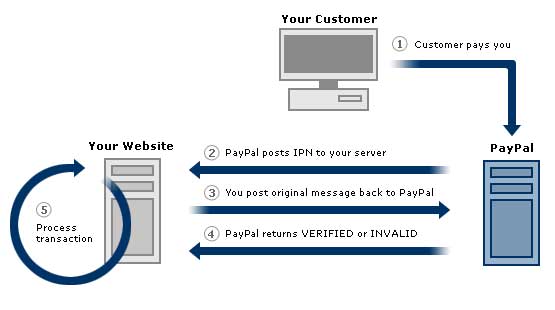 Your Customer
1 Customer pays you
Your Website
PayPal
2 PayPal posts IPN to your server
3 You post original message back to PayPal
4 PayPal returns VERIFIED or INVALID
5
Process
transaction